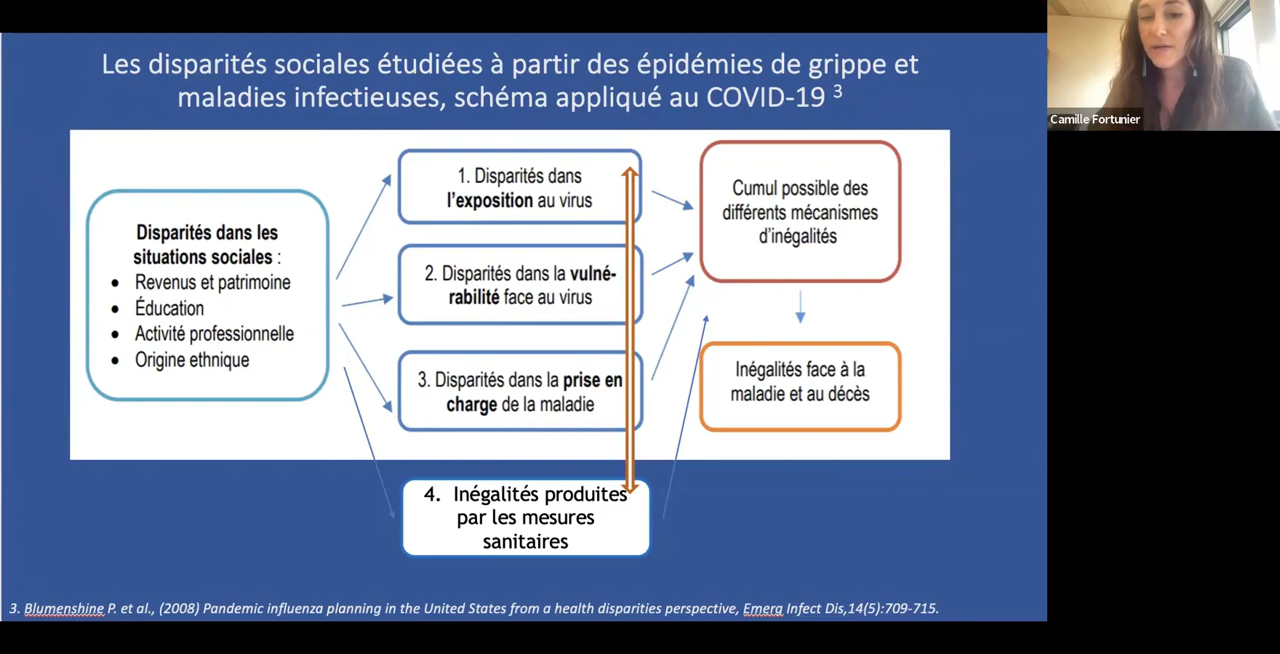 Les disparités sociales étudiées à partir des épidémies de grippe et
maladies infectieuses, schéma appliqué au COVID-19 3
Camille Fortunier
Disparités dans les
situations sociales :
• Revenus et patrimoine
• Éducation
• Activité professionnelle
• Origine ethnique
1. Disparités dans
l'exposition au virus
2. Disparités dans la vulné-
rabilité face au virus
3. Disparités dans la prise en
charge de la maladie
4. Inégalités produites
par les mesures
sanitaires
Cumul possible des
différents mécanismes
d'inégalités
Inégalités face à la
maladie et au décès
3. Blumenshine P. et al., (2008) Pandemic influenza planning in the United States from a health disparities perspective, Emerg Infect Dis,14(5):709-715.